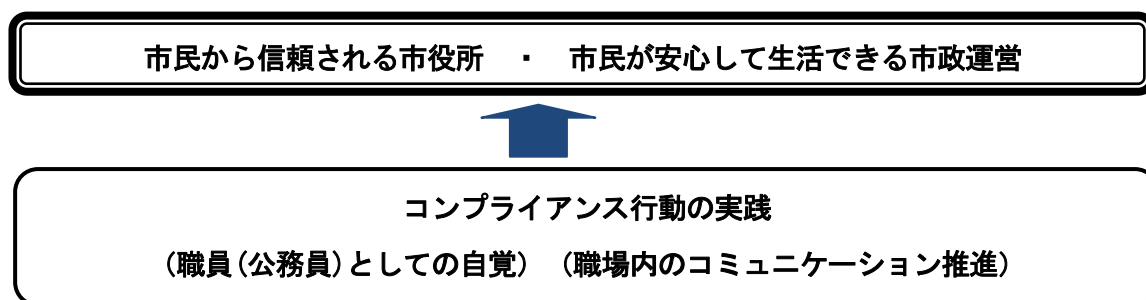 市民から信頼される市役所　・　市民が安心して生活できる市政運営
コンプライアンス行動の実践
（職員（公務員）としての自覚）　（職場内のコミュニケーション推進）